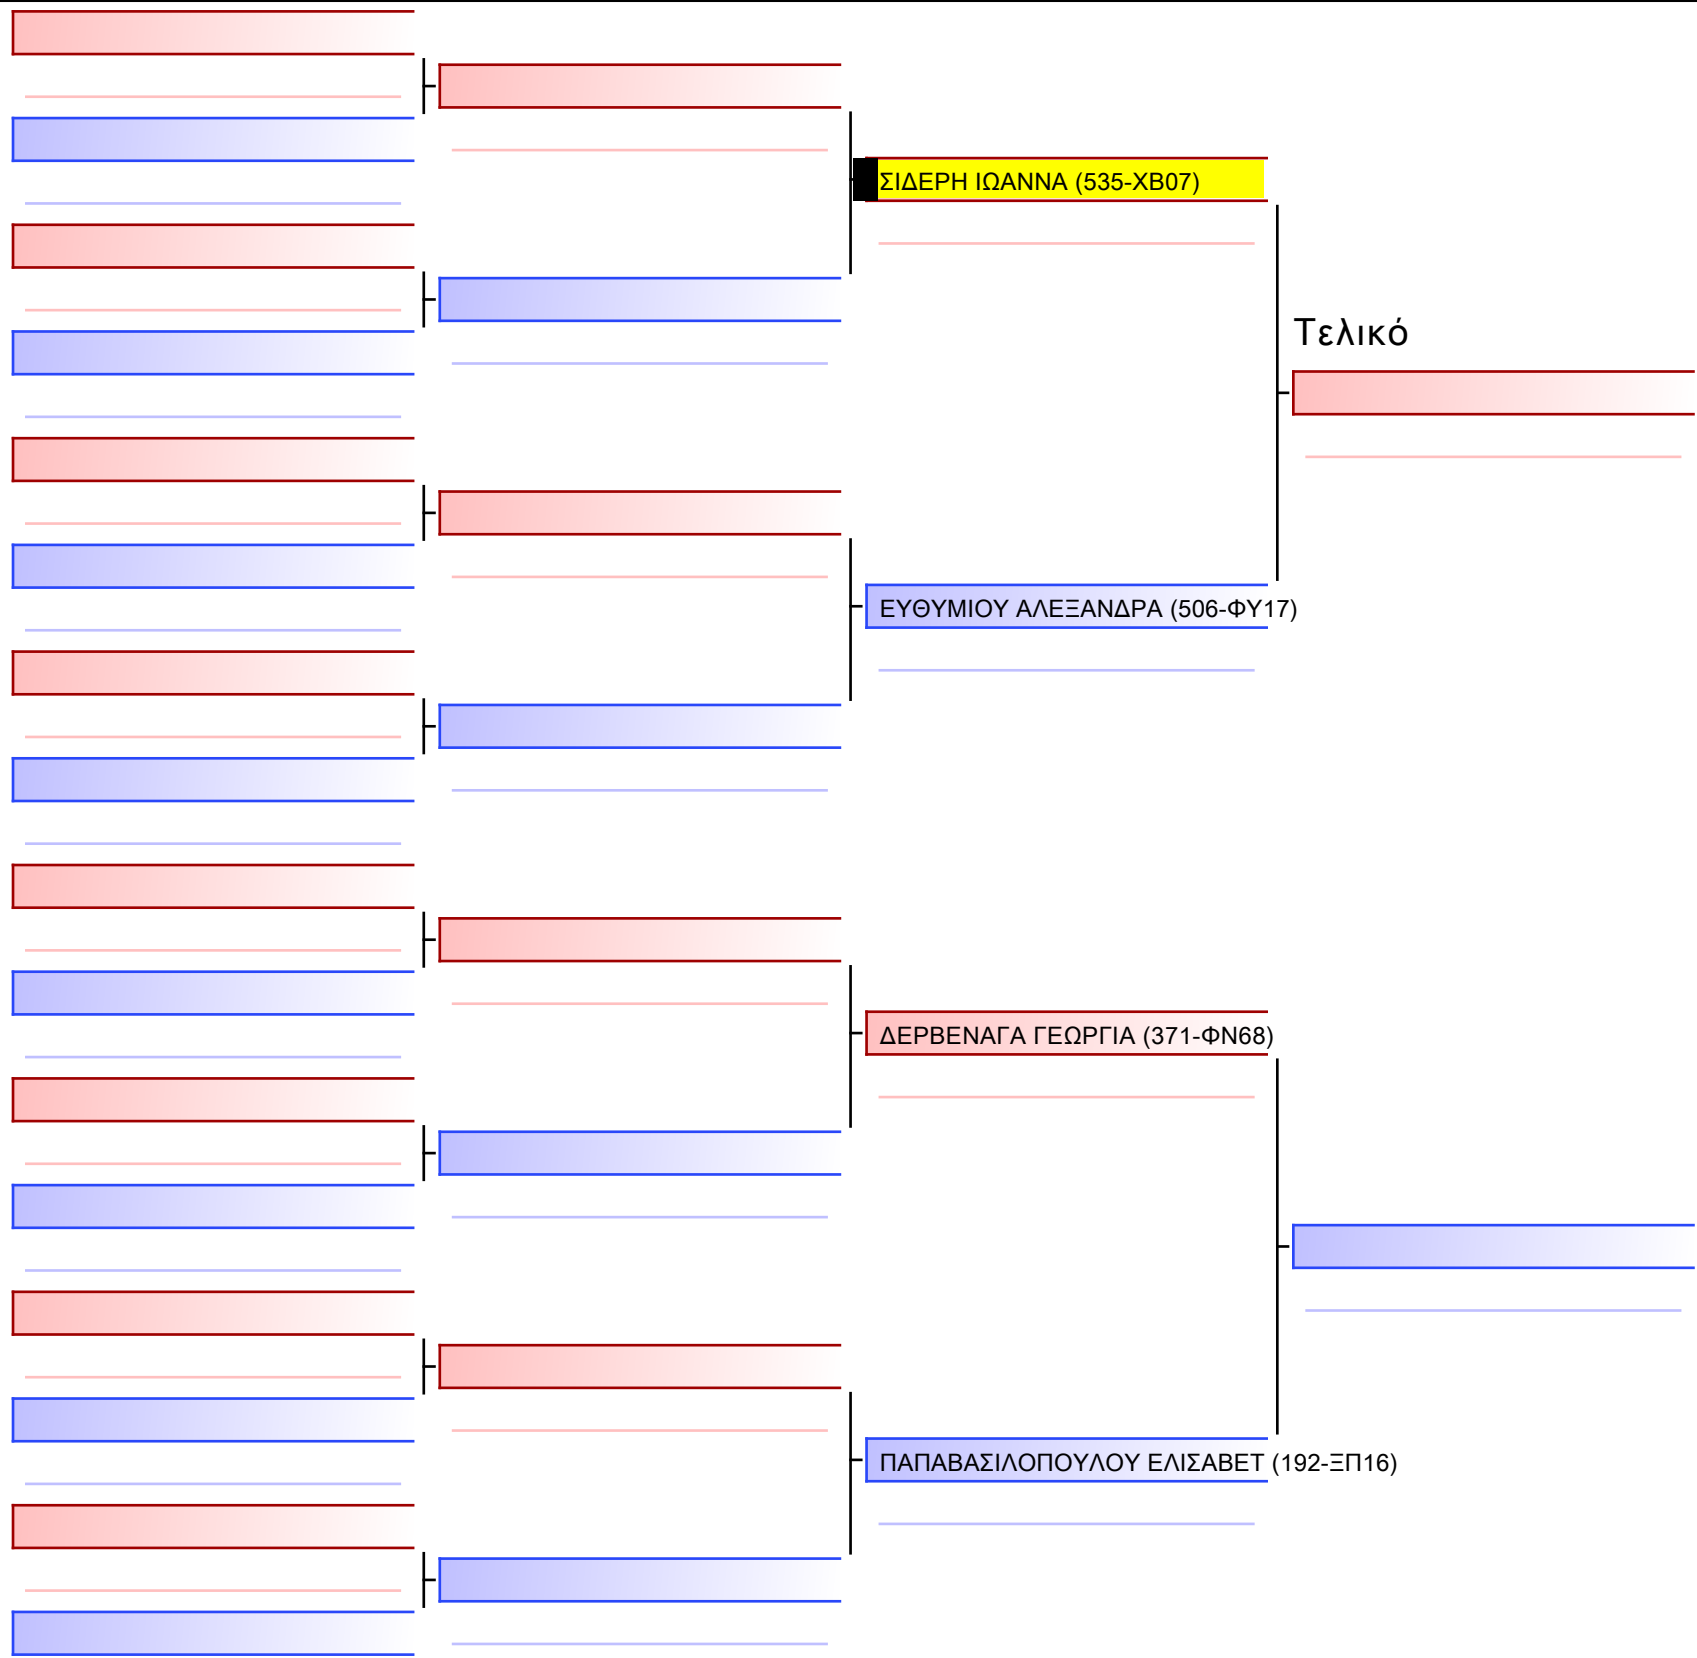 ΣΙΔΕΡΗ ΙΩΑΝΝΑ (535-ΧΒ07)
Τελικό
ΕΥΘΥΜΙΟΥ ΑΛΕΞΑΝΔΡΑ (506-ΦΥ17)
ΔΕΡΒΕΝΑΓΑ ΓΕΩΡΓΙΑ (371-ΦΝ68)
ΠΑΠΑΒΑΣΙΛΟΠΟΥΛΟΥ ΕΛΙΣΑΒΕΤ (192-ΞΠ16)